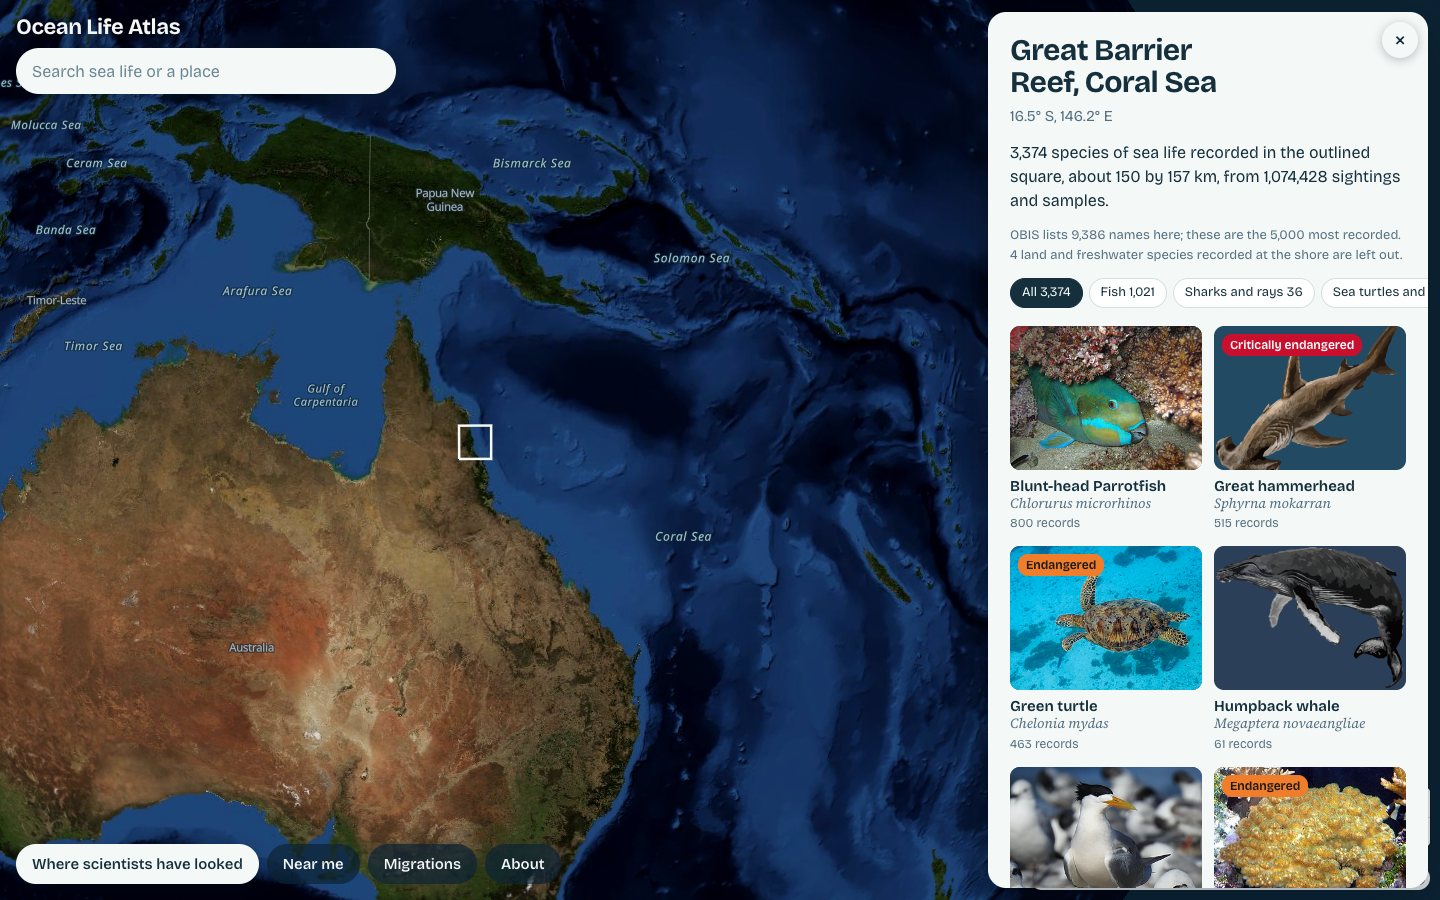 Ocean Life Atlas
Search sea life or a place
Molucca Sea
Ceram Sea
Banda Sea
Timor-Leste
Timor Sea
Arafura Sea
Gulf of
Carpentaria
Papua New
Guinea
Bismarck Sea
Solomon Sea
Coral Sea
Australia
Where scientists have looked
Near me
Migrations
About
Great Barrier
Reef, Coral Sea
×
16.5° S, 146.2° E
3,374 species of sea life recorded in the outlined
square, about 150 by 157 km, from 1,074,428 sightings
and samples.
OBIS lists 9,386 names here; these are the 5,000 most recorded.
4 land and freshwater species recorded at the shore are left out.
All 3,374
Fish 1,021
Sharks and rays 36
Sea turtles and
Blunt-head Parrotfish
Chlorurus microrhinos
800 records
Critically endangered
Great hammerhead
Sphyrna mokarran
515 records
Endangered
Green turtle
Chelonia mydas
463 records
Humpback whale
Megaptera novaeangliae
61 records
Endangered